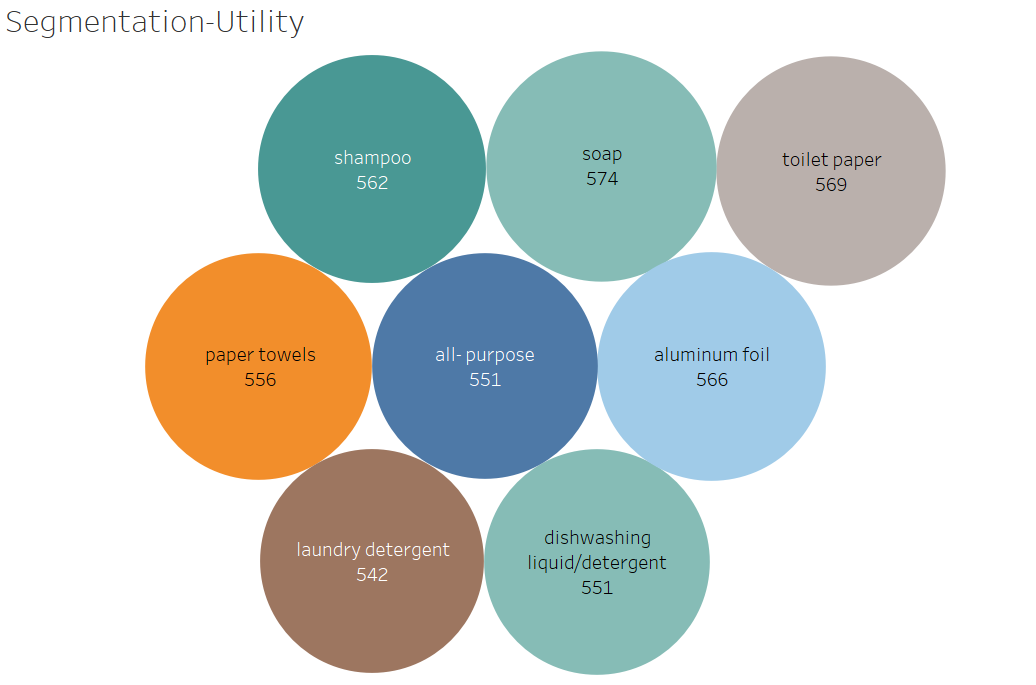 Segmentation-Utility
shampoo
562
soap
574
toilet paper
569
paper towels
556
all- purpose
551
aluminum foil
566
laundry detergent
542
dishwashing
liquid/detergent
551